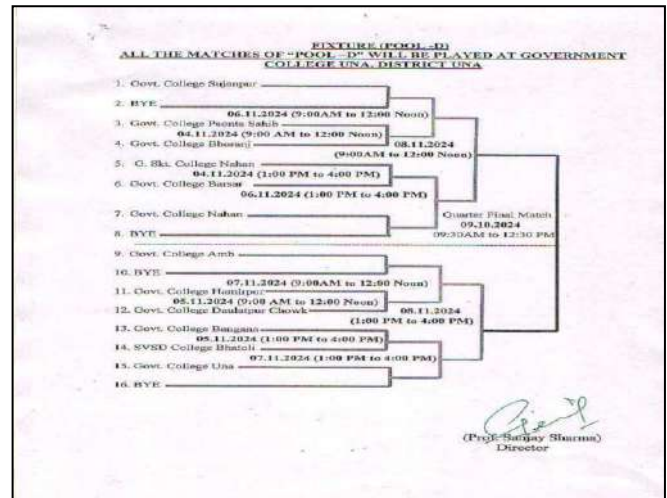 FIXTURE (POOL -D)
ALL THE MATCHES OF "POOL -D" WILL BE PLAYED AT GOVERNMENT
COLLEGE UNA, DISTRICT UNA
1. Govt. College Sujanpur
2. BYE
06.11.2024 (9:00AM to 12:00 Noon)
3. Govt. College Paonta Sahib
04.11.2024 (9:00 AM to 12:00 Noon)
4. Govt. College Bhoranj
08.11.2024
(9:00AM to 12:00 Noon)
5. G. Skt. College Nahan
04.11.2024 (1:00 PM to 4:00 PM)
6. Govt. College Barsar
06.11.2024 (1:00 PM to 4:00 PM)
7. Govt. College Nahan
Quarter Final Match
09.10.2024
09:30AM to 12:30 PM
8. BYE
9. Govt. College Amb
10. BYE
07.11.2024 (9:00AM to 12:00 Noon)
11. Govt. College Hamirpur
05.11.2024 (9:00 AM to 12:00 Noon)
12. Govt. College Daulatpur Chowk
08.11.2024
(1:00 PM to 4:00 PM)
13. Govt. College Bangana
05.11.2024 (1:00 PM to 4:00 PM)
14. SVSD College Bhatoli
07.11.2024 (1:00 PM to 4:00 PM)
15. Govt. College Una
16. BYE
(Prof. Sanjay Sharma)
Director